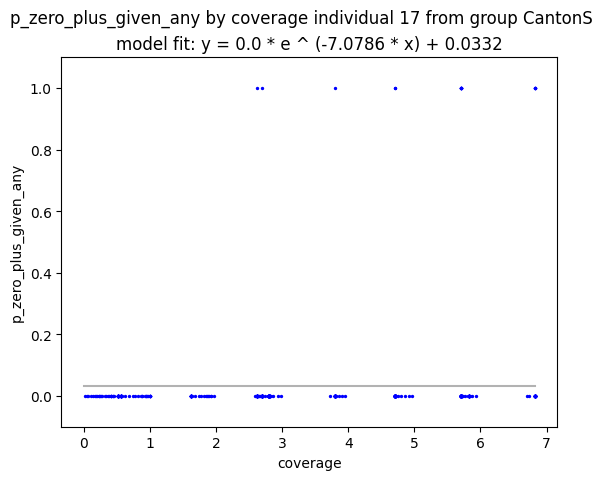 p_zero_plus_given_any by coverage individual 17 from group CantonS
model fit: y = 0.0 * e ^ (-7.0786 * x) + 0.0332
1.0
0.8
0.6
0.4
0.2
0.0
p_zero_plus_given_any
0 1 2 3 4 5 6 7
coverage